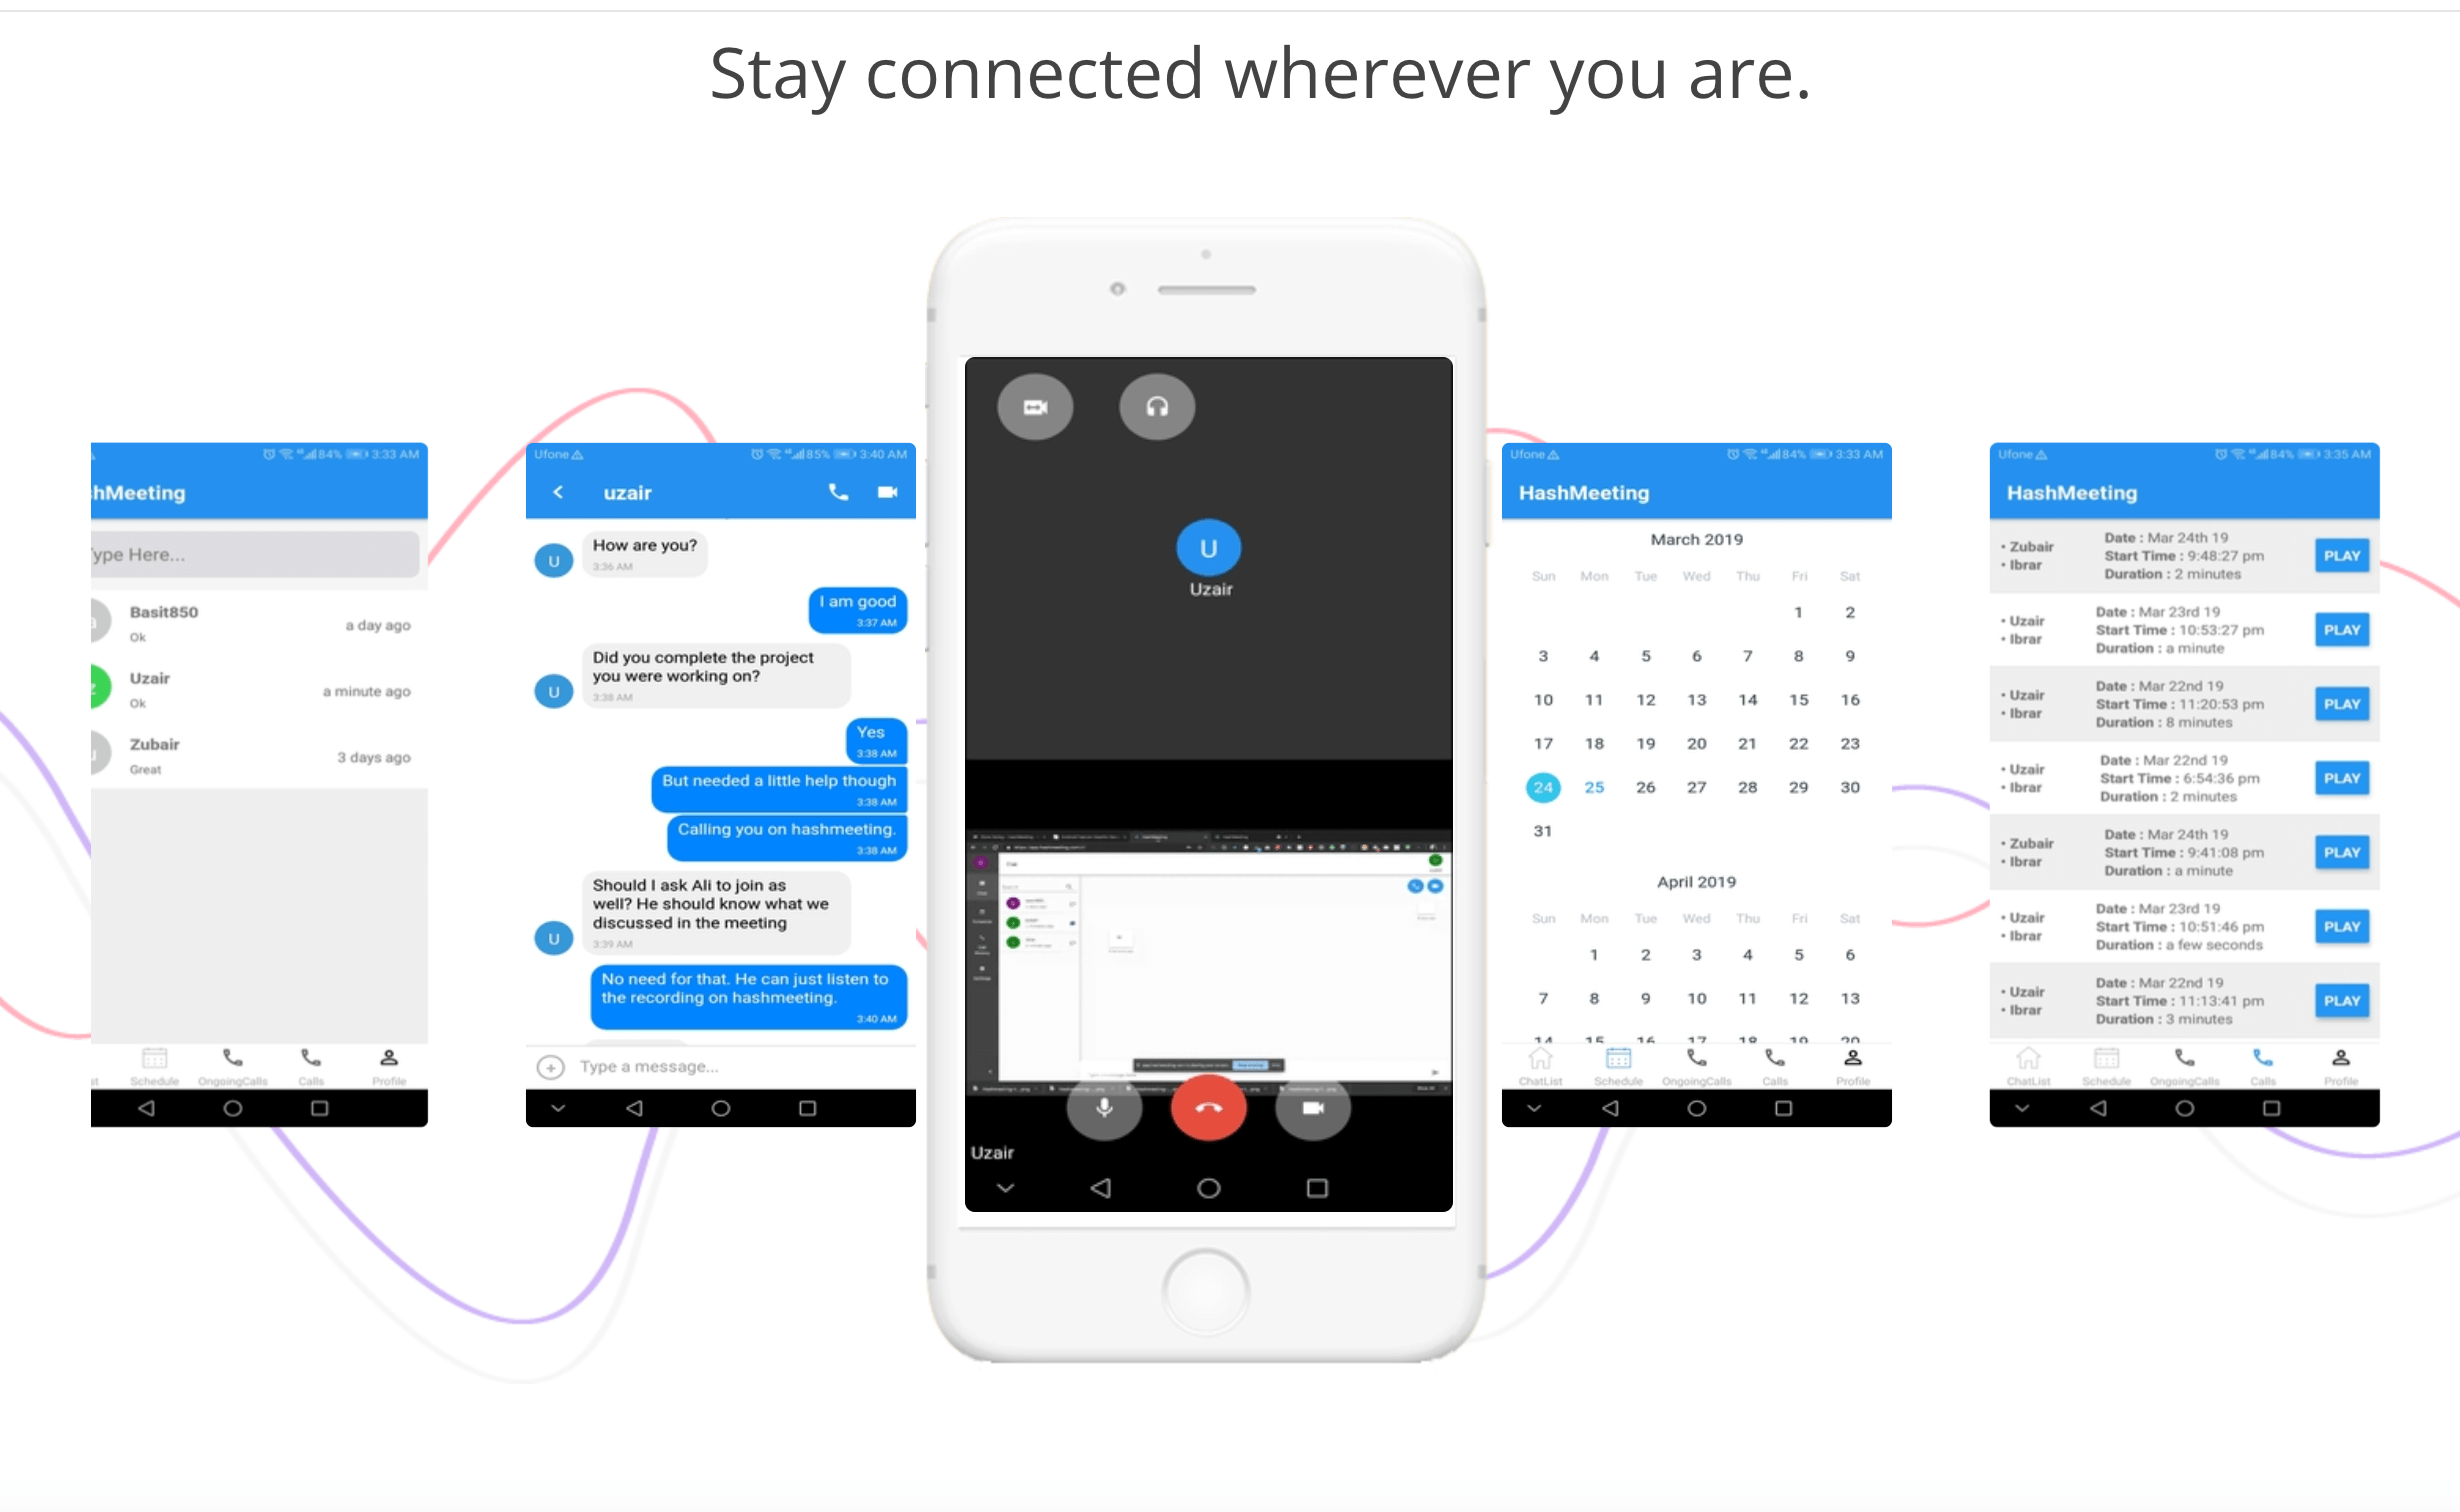 Stay connected wherever you are.
84% 3:33 AM
hMeeting
Type Here...
Basit850
Ok
a day ago
Uzair
Ok
a minute ago
Zubair
Great
3 days ago
Schedule OngoingCalls Calls Profile
Ufone 85% 3:40 AM
uzair
U
How are you?
3:36 AM
I am good
3:37 AM
U
Did you complete the project
you were working on?
3:38 AM
Yes
3:38 AM
But needed a little help though
3:38 AM
Calling you on hashmeeting.
3:38 AM
U
Should I ask Ali to join as
well? He should know what we
discussed in the meeting
3:39 AM
No need for that. He can just listen to
the recording on hashmeeting.
3:40 AM
Type a message...
U
Uzair
Uzair
Ufone 84% 3:33 AM
HashMeeting
March 2019
Sun Mon Tue Wed Thu Fri Sat
1 2
3 4 5 6 7 8 9
10 11 12 13 14 15 16
17 18 19 20 21 22 23
24 25 26 27 28 29 30
31
April 2019
Sun Mon Tue Wed Thu Fri Sat
1 2 3 4 5 6
7 8 9 10 11 12 13
14 15 16 17 18 19 20
ChatList Schedule OngoingCalls Calls Profile
Ufone 84% 3:35 AM
HashMeeting
• Zubair
• Ibrar
Date : Mar 24th 19
Start Time : 9:48:27 pm
Duration : 2 minutes
PLAY
• Uzair
• Ibrar
Date : Mar 23rd 19
Start Time : 10:53:27 pm
Duration : a minute
PLAY
• Uzair
• Ibrar
Date : Mar 22nd 19
Start Time : 11:20:53 pm
Duration : 8 minutes
PLAY
• Uzair
• Ibrar
Date : Mar 22nd 19
Start Time : 6:54:36 pm
Duration : 2 minutes
PLAY
• Zubair
• Ibrar
Date : Mar 24th 19
Start Time : 9:41:08 pm
Duration : a minute
PLAY
• Uzair
• Ibrar
Date : Mar 23rd 19
Start Time : 10:51:46 pm
Duration : a few seconds
PLAY
• Uzair
• Ibrar
Date : Mar 22nd 19
Start Time : 11:13:41 pm
Duration : 3 minutes
PLAY
ChatList Schedule OngoingCalls Calls Profile